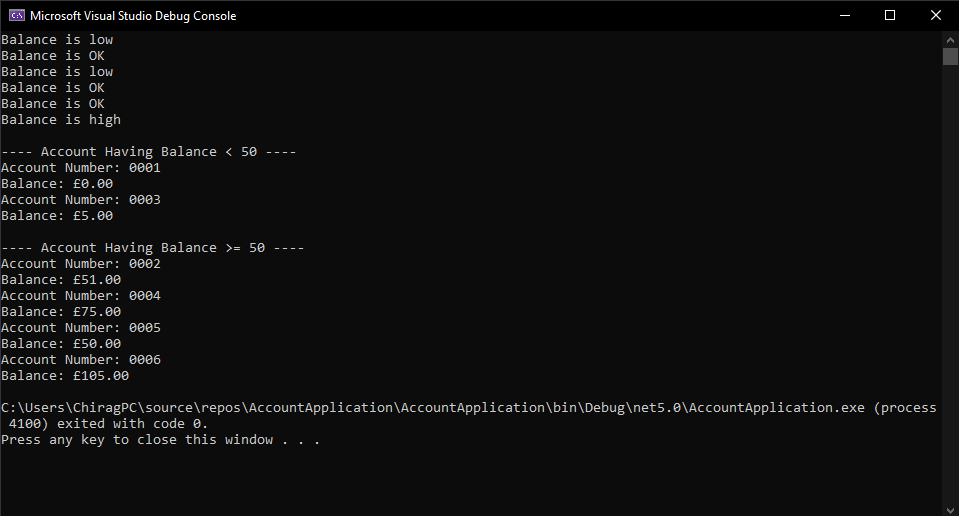 Microsoft Visual Studio Debug Console
Balance is low
Balance is OK
Balance is low
Balance is OK
Balance is OK
Balance is high
---- Account Having Balance < 50 ----
Account Number: 0001
Balance: £0.00
Account Number: 0003
Balance: £5.00
---- Account Having Balance >= 50 ----
Account Number: 0002
Balance: £51.00
Account Number: 0004
Balance: £75.00
Account Number: 0005
Balance: £50.00
Account Number: 0006
Balance: £105.00
C:\Users\ChiragPC\source\repos\AccountApplication\AccountApplication\bin\Debug\net5.0\AccountApplication.exe (process
 4100) exited with code 0.
Press any key to close this window . . .